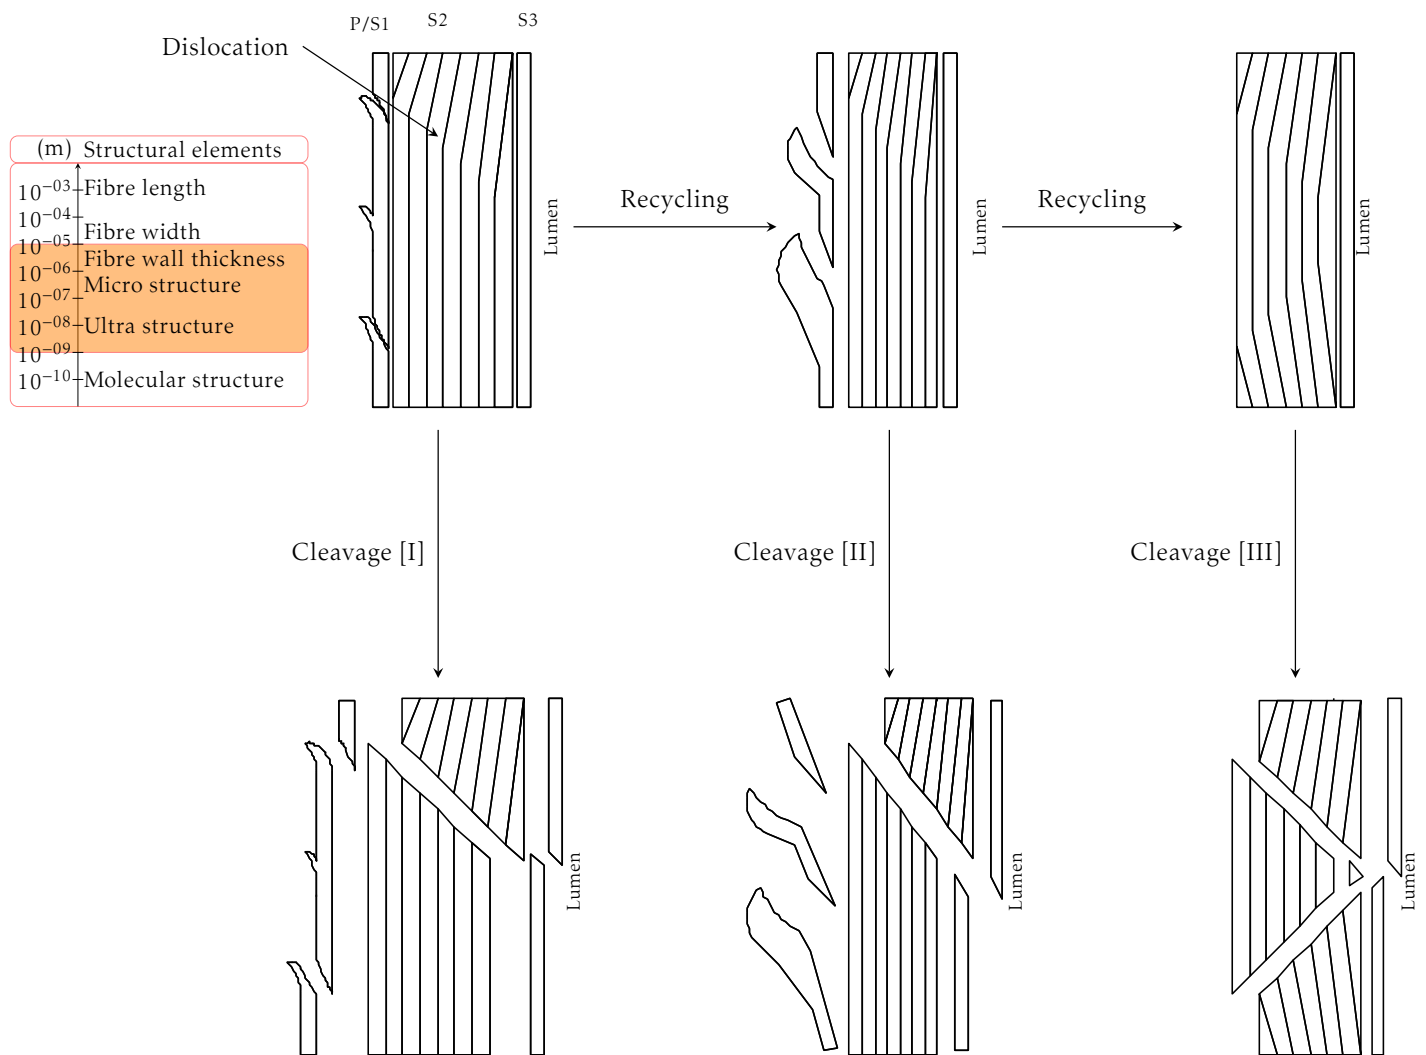 P/S1 S2 S3
Dislocation
(m) Structural elements
10⁻⁰³ Fibre length
10⁻⁰⁴
Fibre width
10⁻⁰⁵
Fibre wall thickness
10⁻⁰⁶
Micro structure
10⁻⁰⁷
10⁻⁰⁸ Ultra structure
10⁻⁰⁹
10⁻¹⁰ Molecular structure
Lumen
Recycling
Lumen
Recycling
Lumen
Cleavage [I]
Cleavage [II]
Cleavage [III]
Lumen
Lumen
Lumen